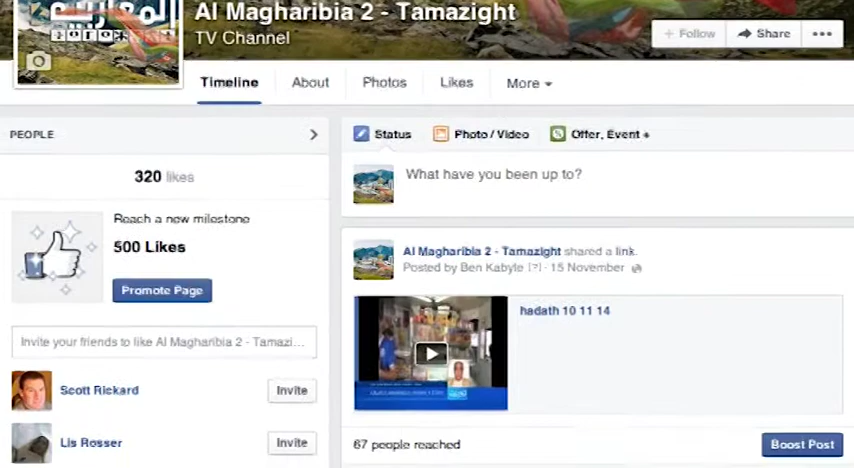 المغاربية
Al Magharibia 2 - Tamazight
TV Channel
+ Follow
Share
Timeline
About
Photos
Likes
More
PEOPLE
320 likes
Reach a new milestone
500 Likes
Promote Page
Invite your friends to like Al Magharibia 2 - Tamazi...
Scott Rickard
Invite
Lis Rosser
Invite
Status
Photo / Video
Offer, Event +
What have you been up to?
Al Magharibia 2 - Tamazight shared a link.
Posted by Ben Kabyle [?] · 15 November
hadath 10 11 14
67 people reached
Boost Post